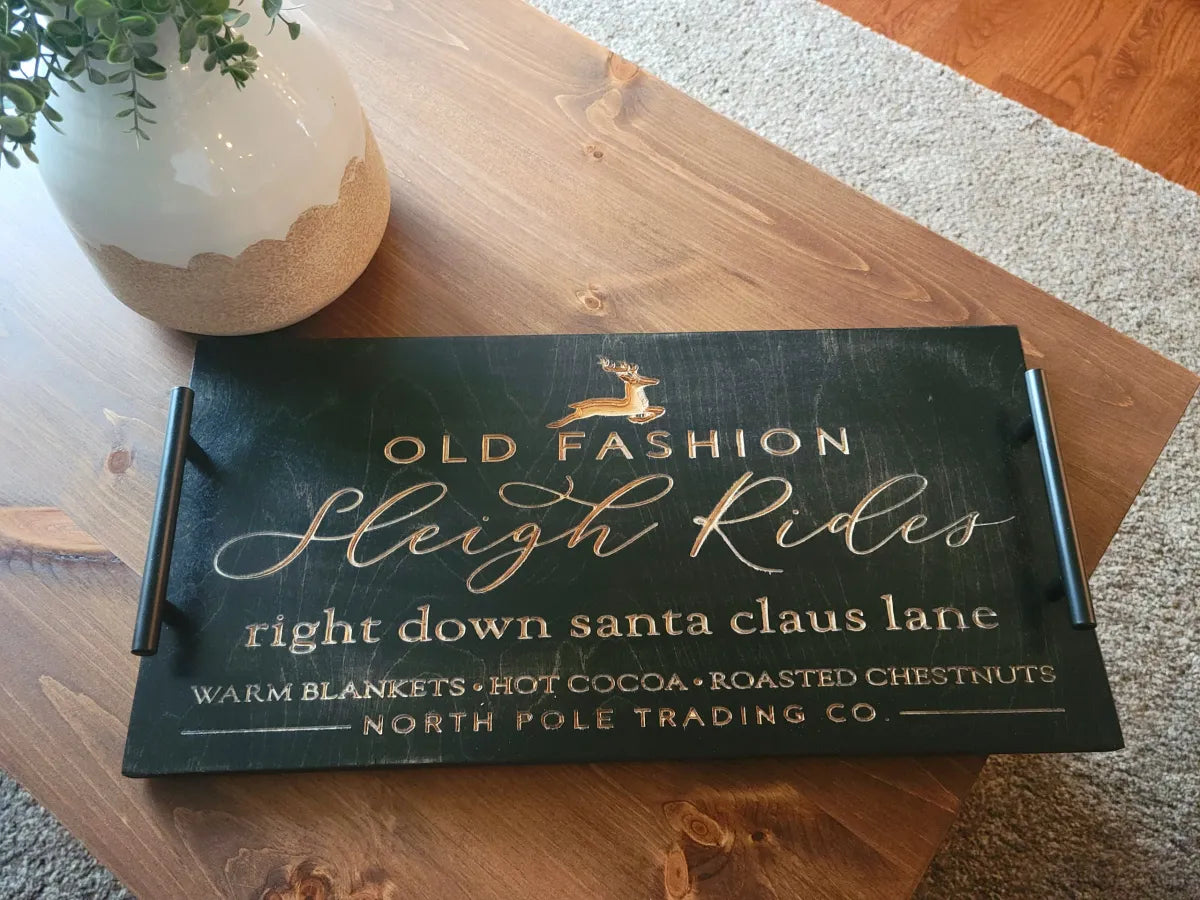 OLD FASHION
Sleigh Rides
right down santa claus lane
WARM BLANKETS • HOT COCOA • ROASTED CHESTNUTS
NORTH POLE TRADING CO.